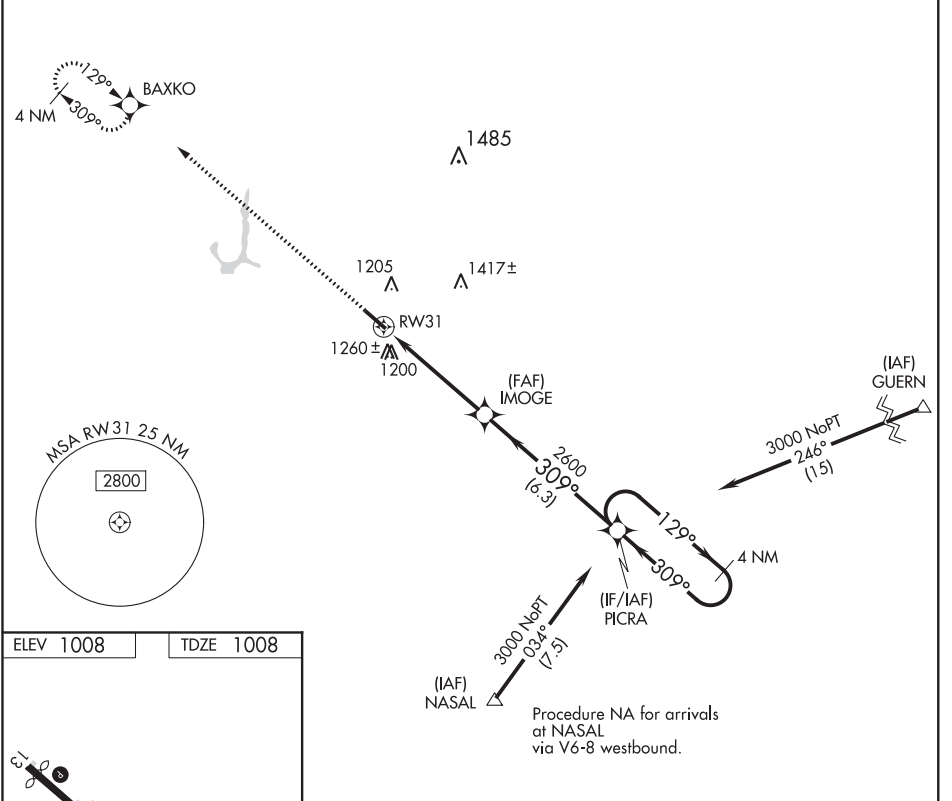 129°
BAXKO
4 NM
309°
1485
1205
1417±
RW31
1260±
1200
(FAF)
IMOGE
(IAF)
GUERN
MSA RW31 25 NM
2800
3000 NoPT
246°
(15)
2600
309°
(6.3)
129°
4 NM
309°
(IF/IAF)
PICRA
3000 NoPT
034°
(7.5)
(IAF)
NASAL
Procedure NA for arrivals
at NASAL
via V6-8 westbound.
ELEV 1008
TDZE 1008
13
P